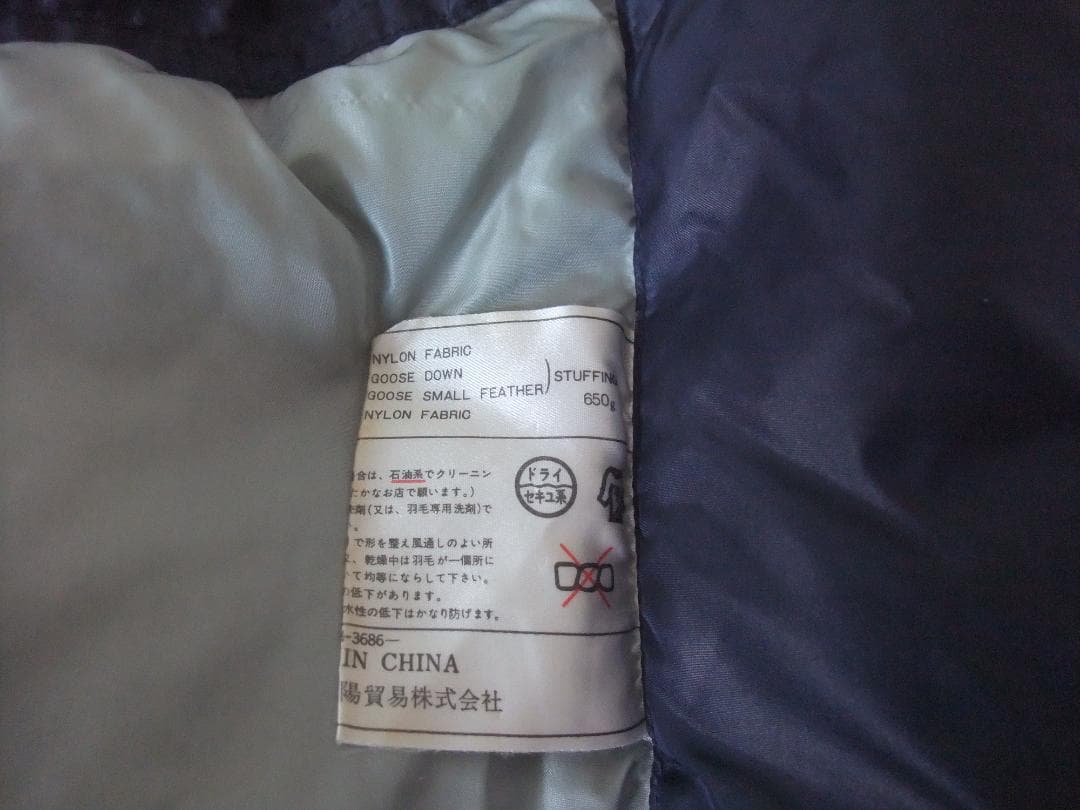 NYLON FABRIC
GOOSE DOWN
GOOSE SMALL FEATHER) STUFFING
650g
NYLON FABRIC
合は、石油系でクリーニン
たかなお店で願います。)
剤(又は、羽毛専用洗剤)で
。
で形を整え風通しのよい所
、乾燥中は羽毛が一個所に
て均等にならして下さい。
の低下があります。
水性の低下はかなり防げます。
ドライ
セキユ系
-3686-
IN CHINA
陽貿易株式会社